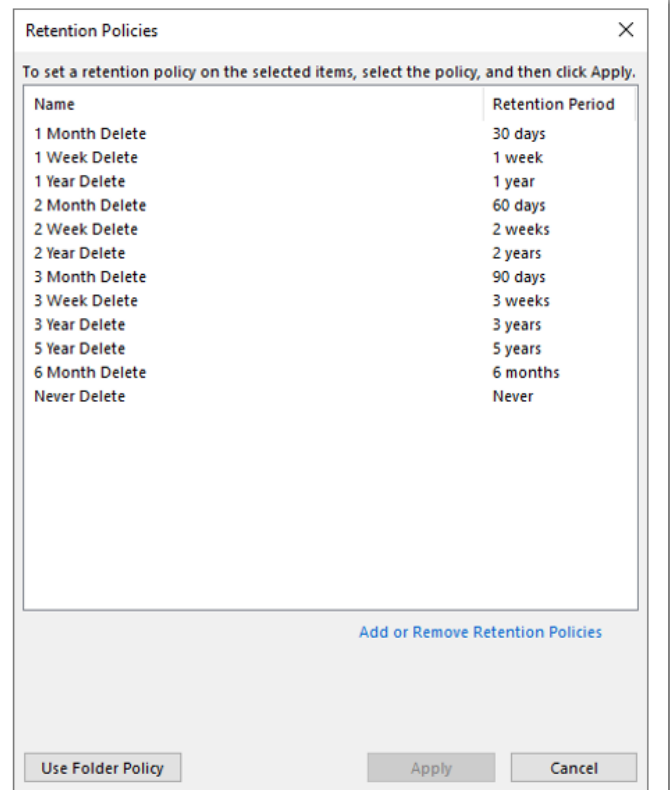 Retention Policies
To set a retention policy on the selected items, select the policy, and then click Apply.
Name Retention Period
1 Month Delete 30 days
1 Week Delete 1 week
1 Year Delete 1 year
2 Month Delete 60 days
2 Week Delete 2 weeks
2 Year Delete 2 years
3 Month Delete 90 days
3 Week Delete 3 weeks
3 Year Delete 3 years
5 Year Delete 5 years
6 Month Delete 6 months
Never Delete Never
Add or Remove Retention Policies
Use Folder Policy Apply Cancel